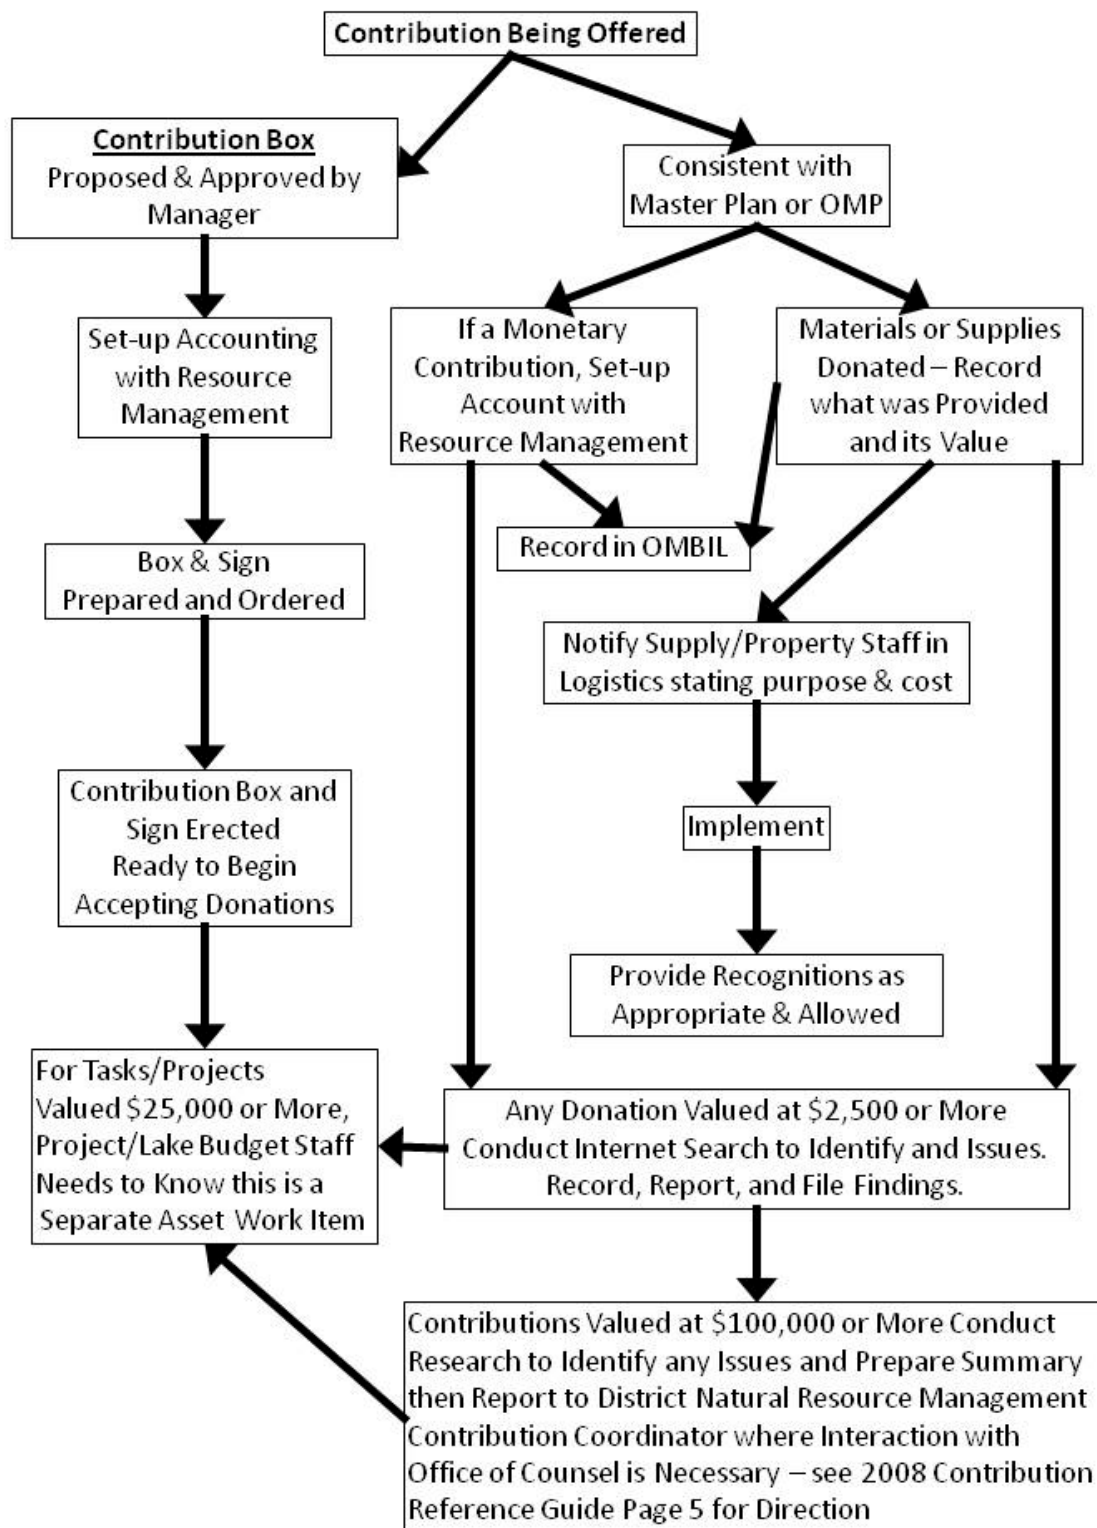 Contribution Being Offered
Contribution Box
Proposed & Approved by
Manager
Consistent with
Master Plan or OMP
Set-up Accounting
with Resource
Management
If a Monetary
Contribution, Set-up
Account with
Resource Management
Materials or Supplies
Donated – Record
what was Provided
and its Value
Record in OMBIL
Box & Sign
Prepared and Ordered
Notify Supply/Property Staff in
Logistics stating purpose & cost
Contribution Box and
Sign Erected
Ready to Begin
Accepting Donations
Implement
Provide Recognitions as
Appropriate & Allowed
For Tasks/Projects
Valued $25,000 or More,
Project/Lake Budget Staff
Needs to Know this is a
Separate Asset Work Item
Any Donation Valued at $2,500 or More
Conduct Internet Search to Identify and Issues.
Record, Report, and File Findings.
Contributions Valued at $100,000 or More Conduct
Research to Identify any Issues and Prepare Summary
then Report to District Natural Resource Management
Contribution Coordinator where Interaction with
Office of Counsel is Necessary – see 2008 Contribution
Reference Guide Page 5 for Direction